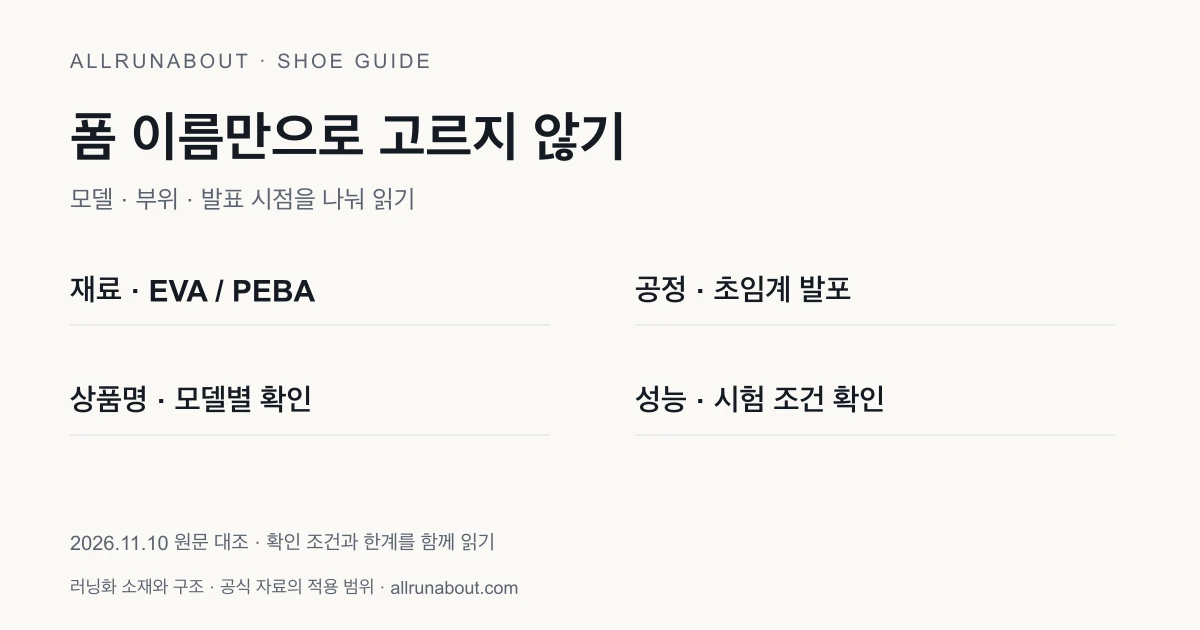 ALLRUNABOUT · SHOE GUIDE
폼 이름만으로 고르지 않기
모델 · 부위 · 발표 시점을 나눠 읽기
재료 · EVA / PEBA
공정 · 초임계 발포
상품명 · 모델별 확인
성능 · 시험 조건 확인
2026.11.10 원문 대조 · 확인 조건과 한계를 함께 읽기
러닝화 소재와 구조 · 공식 자료의 적용 범위 · allrunabout.com